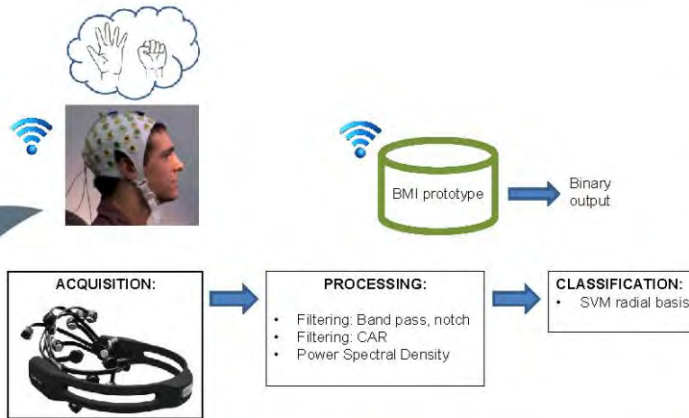 BMI prototype
Binary
output
ACQUISITION:
PROCESSING:
• Filtering: Band pass, notch
• Filtering: CAR
• Power Spectral Density
CLASSIFICATION:
• SVM radial basis